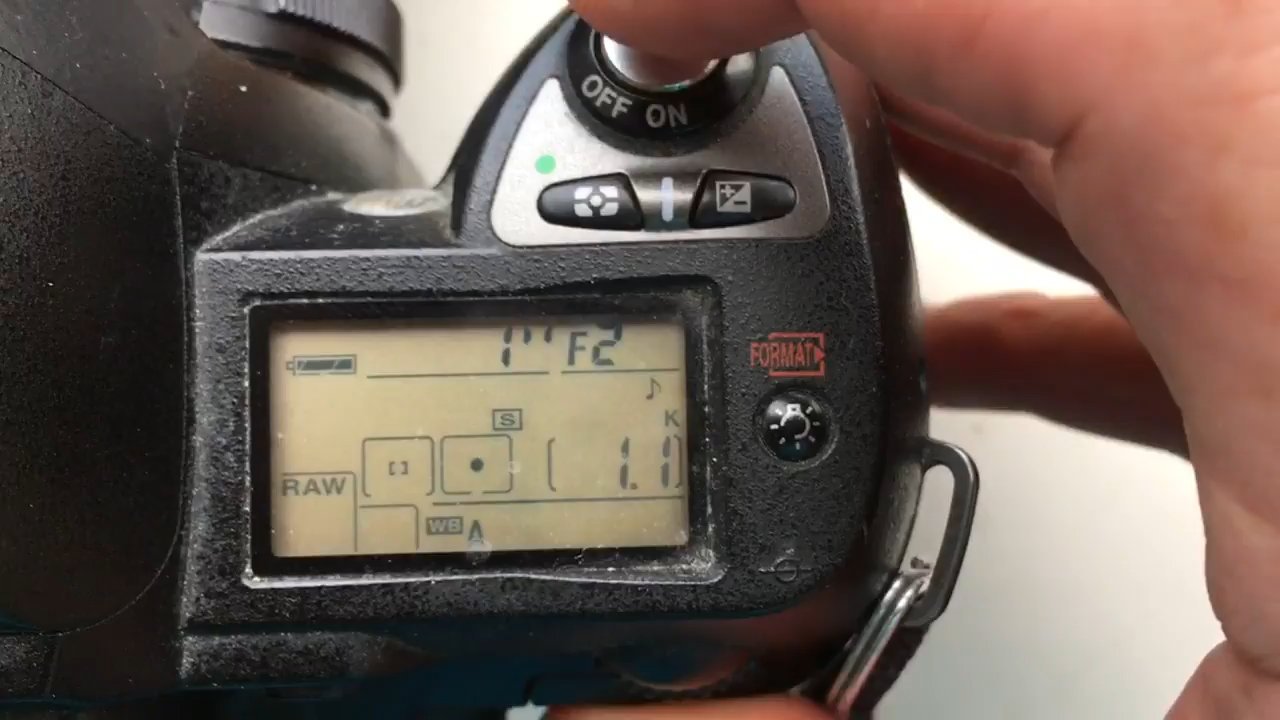 OFF ON
FORMAT
1" F2
S
K
[1.1]
RAW
WB A